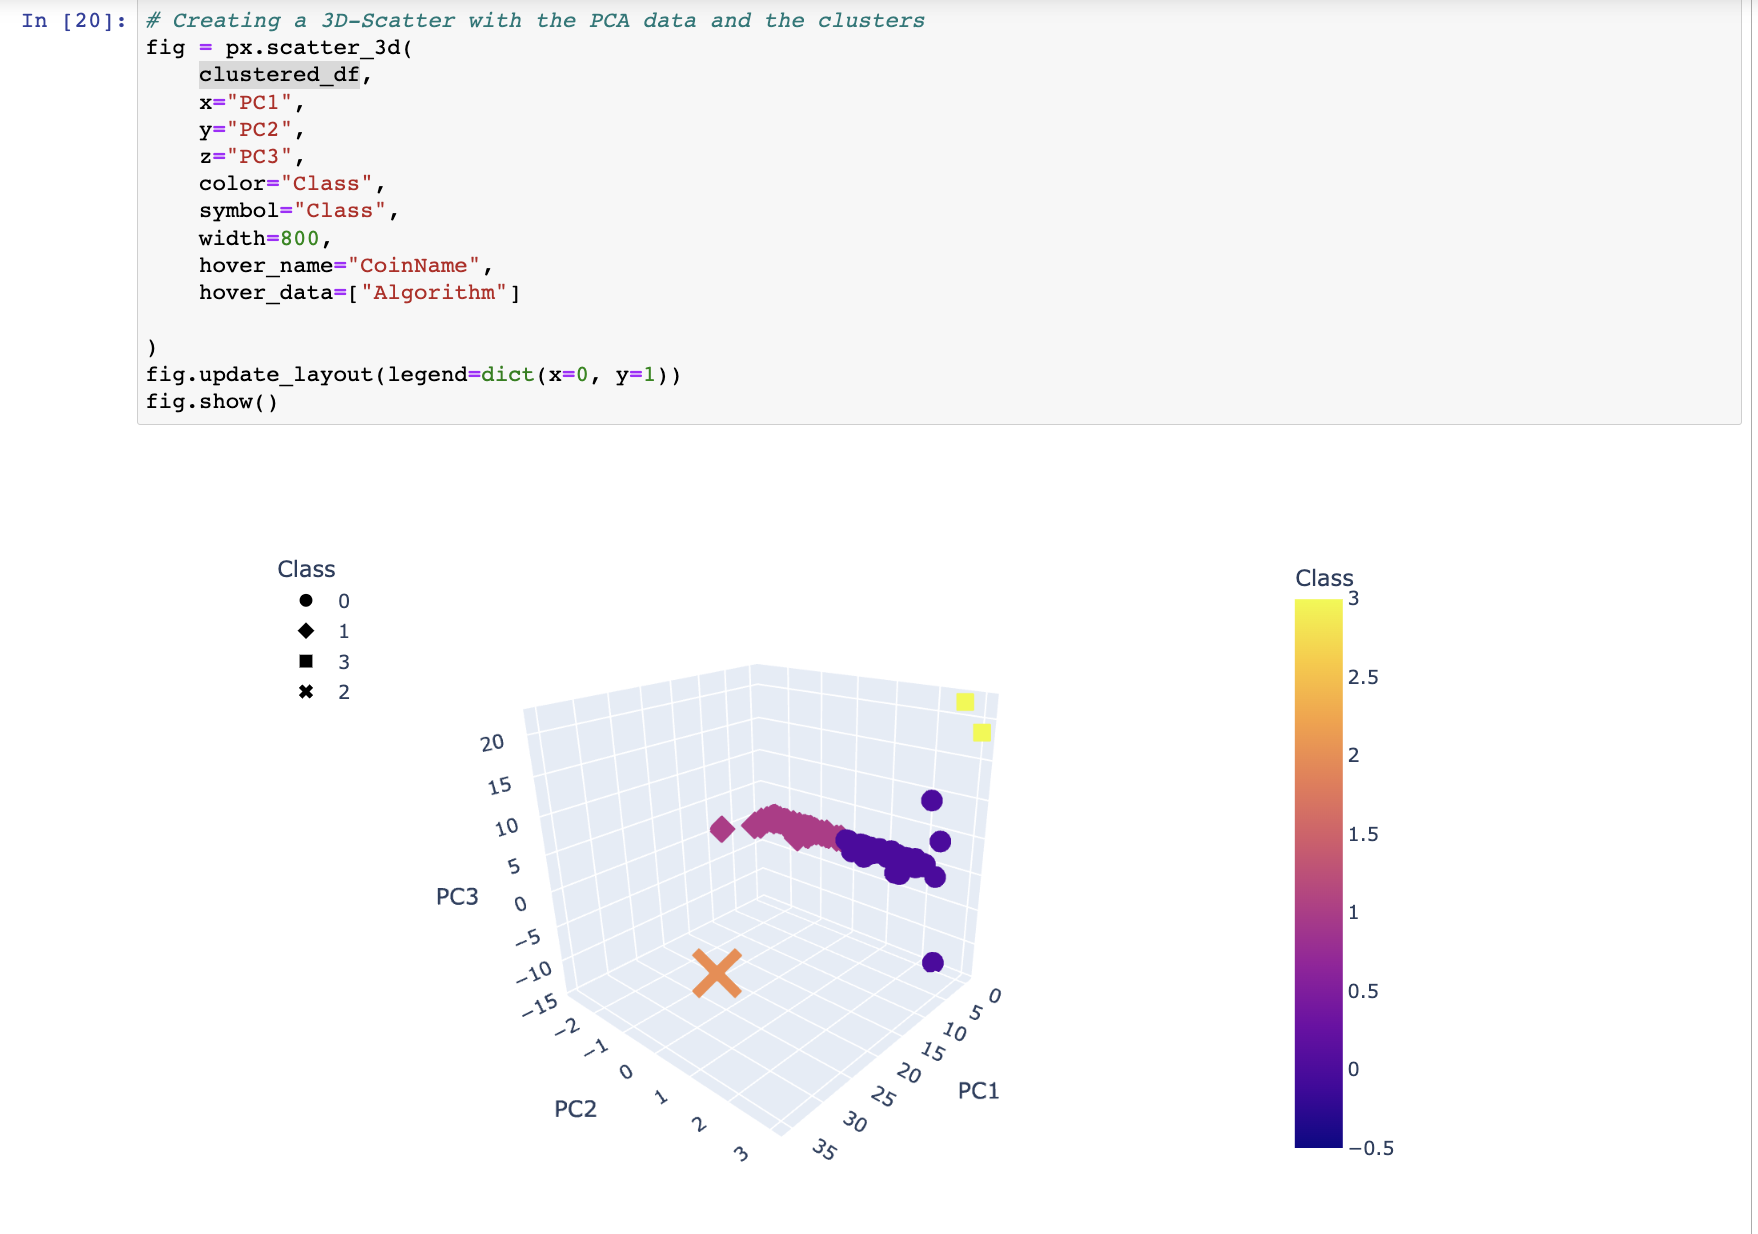 In [20]:
# Creating a 3D-Scatter with the PCA data and the clusters
fig = px.scatter_3d(
    clustered_df,
    x="PC1",
    y="PC2",
    z="PC3",
    color="Class",
    symbol="Class",
    width=800,
    hover_name="CoinName",
    hover_data=["Algorithm"]
)
fig.update_layout(legend=dict(x=0, y=1))
fig.show()
Class
0
1
3
2
20
15
10
5
0
−5
−10
−15
PC3
−2
−1
0
1
2
3
PC2
0
5
10
15
20
25
30
35
PC1
Class
3
2.5
2
1.5
1
0.5
0
−0.5